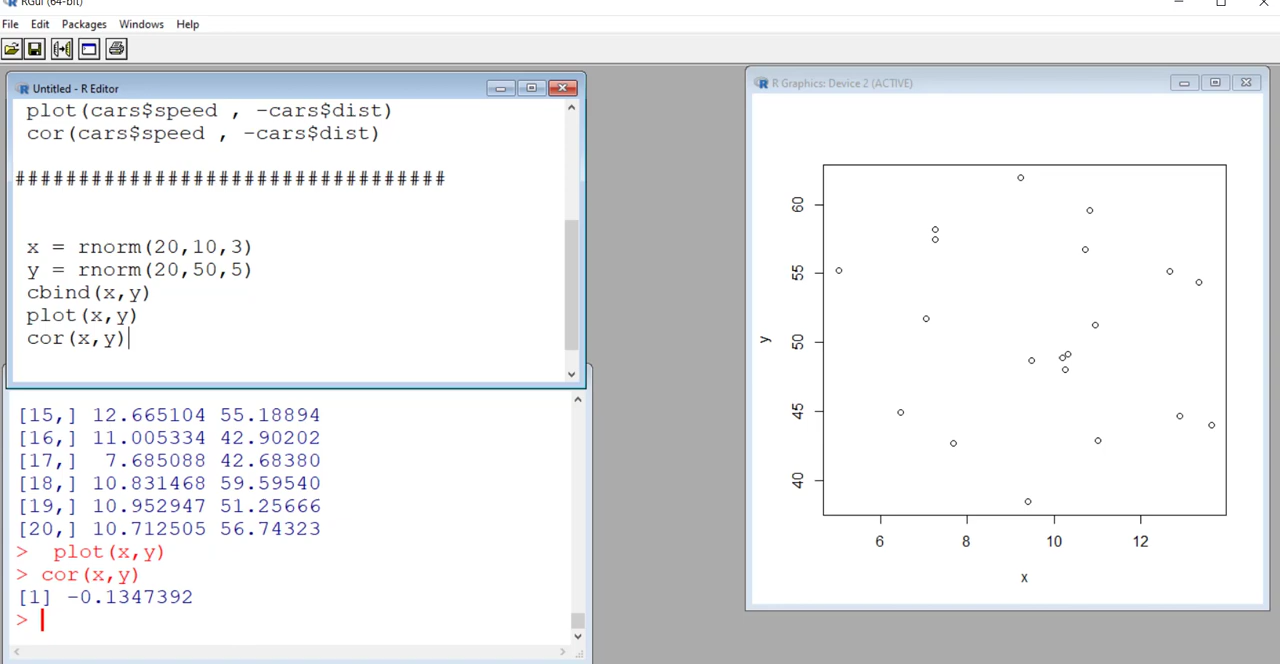 RGui (64-bit)
File Edit Packages Windows Help
Untitled - R Editor
plot(cars$speed , -cars$dist)
cor(cars$speed , -cars$dist)
##################################
x = rnorm(20,10,3)
y = rnorm(20,50,5)
cbind(x,y)
plot(x,y)
cor(x,y)
[15,] 12.665104 55.18894
[16,] 11.005334 42.90202
[17,] 7.685088 42.68380
[18,] 10.831468 59.59540
[19,] 10.952947 51.25666
[20,] 10.712505 56.74323
> plot(x,y)
> cor(x,y)
[1] -0.1347392
>
R Graphics: Device 2 (ACTIVE)
60
55
50
45
40
y
6 8 10 12
x